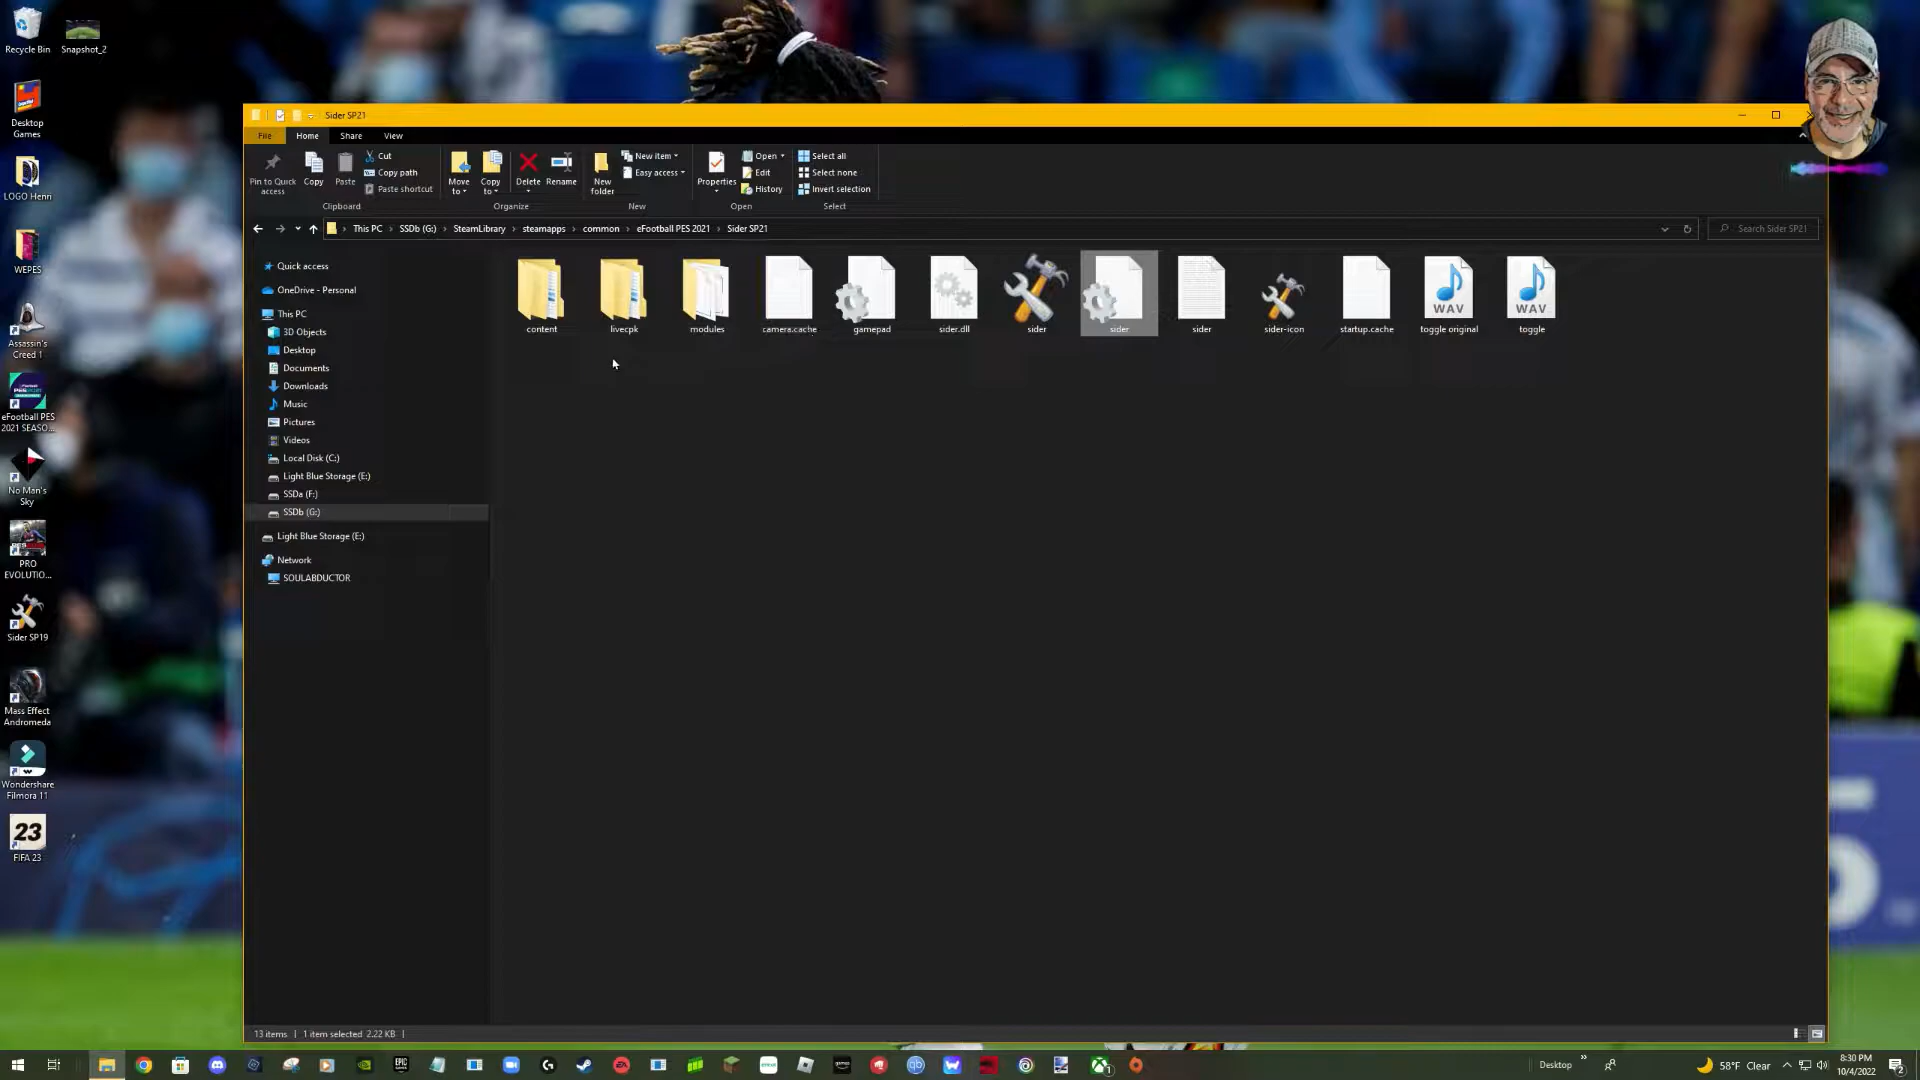 Recycle Bin
Snapshot_2
Desktop
Games
LOGO Henri
WEPES
Assassin's
Creed 1
eFootball PES
2021 SEASO...
No Man's
Sky
PRO
EVOLUTIO...
Sider SP19
Mass Effect
Andromeda
Wondershare
Filmora 11
23
FIFA 23
Sider SP21
File Home Share View
Pin to Quick
access
Copy
Paste
Cut
Copy path
Paste shortcut
Clipboard
Move
to
Copy
to
Delete
Rename
Organize
New
folder
New item
Easy access
New
Properties
Open
Edit
History
Open
Select all
Select none
Invert selection
Select
This PC › SSDb (G:) › SteamLibrary › steamapps › common › eFootball PES 2021 › Sider SP21
Search Sider SP21
Quick access
OneDrive - Personal
This PC
3D Objects
Desktop
Documents
Downloads
Music
Pictures
Videos
Local Disk (C:)
Light Blue Storage (E:)
SSDa (F:)
SSDb (G:)
Light Blue Storage (E:)
Network
SOULABDUCTOR
content
livecpk
modules
camera.cache
gamepad
sider.dll
sider
sider
sider
sider-icon
startup.cache
WAV
toggle original
WAV
toggle
13 items | 1 item selected 2.22 KB |
Desktop
58°F Clear
8:30 PM
10/4/2022